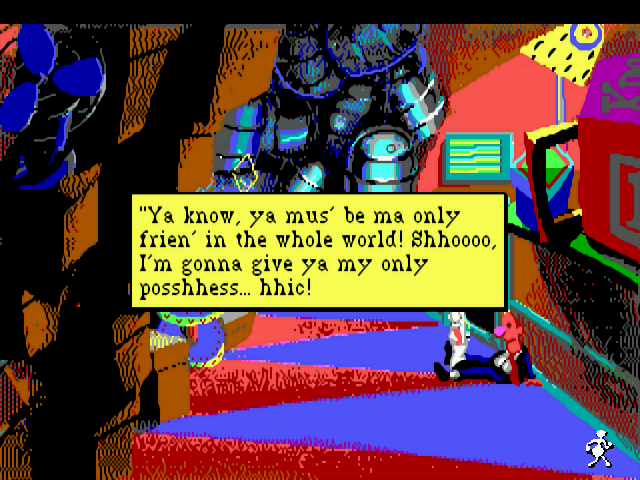 "Ya know, ya mus' be ma only
frien' in the whole world! Shhoooo,
I'm gonna give ya my only
posshhess... hhic!